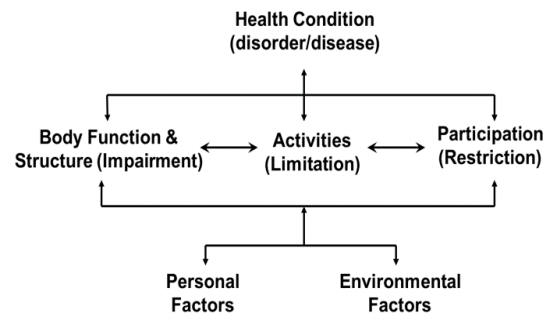 Health Condition
(disorder/disease)
Body Function &
Structure (Impairment)
Activities
(Limitation)
Participation
(Restriction)
Personal
Factors
Environmental
Factors